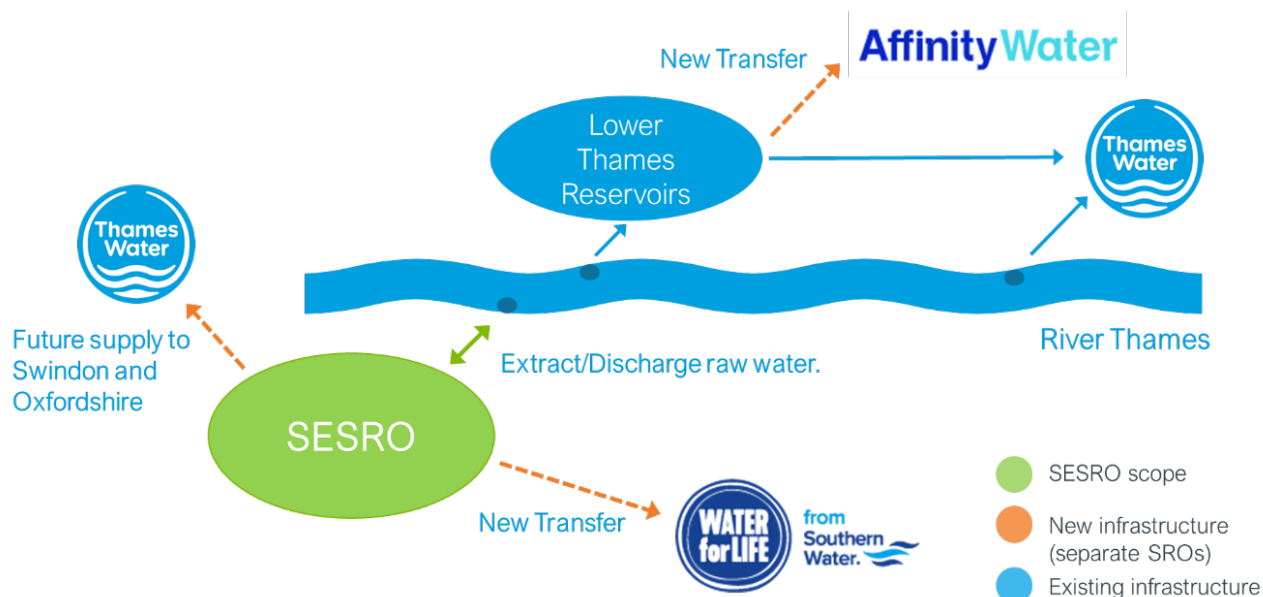 Affinity Water
New Transfer
Lower
Thames
Reservoirs
Thames
Water
Thames
Water
River Thames
Future supply to
Swindon and
Oxfordshire
Extract/Discharge raw water.
SESRO
New Transfer
WATER
for LIFE
from
Southern
Water.
SESRO scope
New infrastructure
(separate SROs)
Existing infrastructure